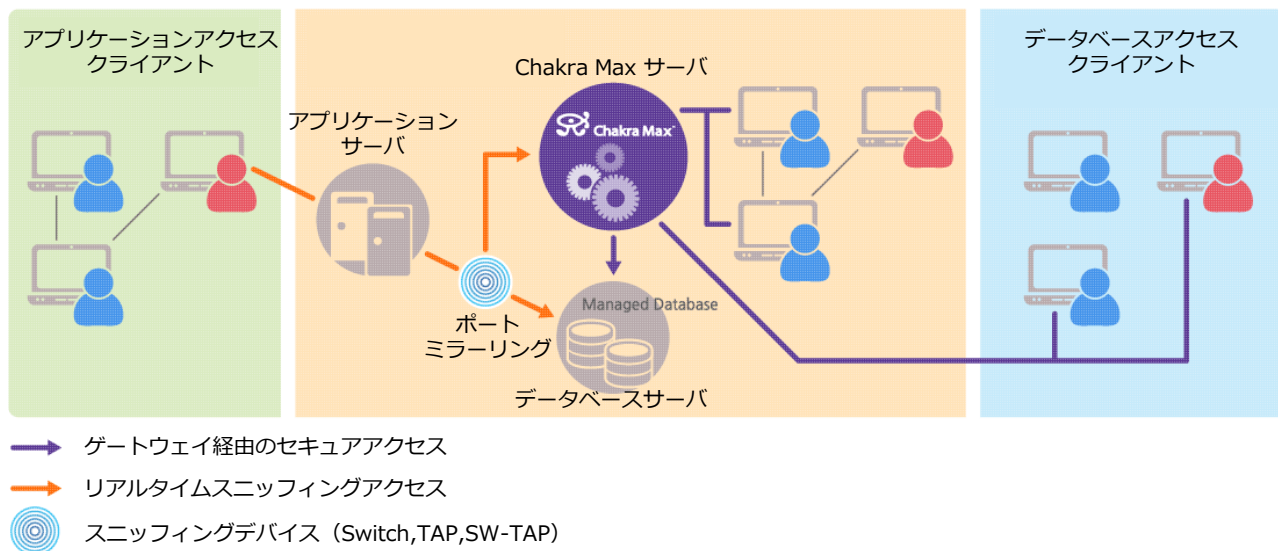 アプリケーションアクセス
クライアント
データベースアクセス
クライアント
Chakra Max サーバ
アプリケーション
サーバ
Chakra Max™
Managed Database
ポート
ミラーリング
データベースサーバ
ゲートウェイ経由のセキュアアクセス
リアルタイムスニッフィングアクセス
スニッフィングデバイス（Switch,TAP,SW-TAP）